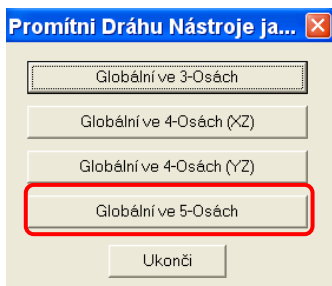 Promítni Dráhu Nástroje ja...
Globální ve 3-Osách
Globální ve 4-Osách (XZ)
Globální ve 4-Osách (YZ)
Globální ve 5-Osách
Ukonči